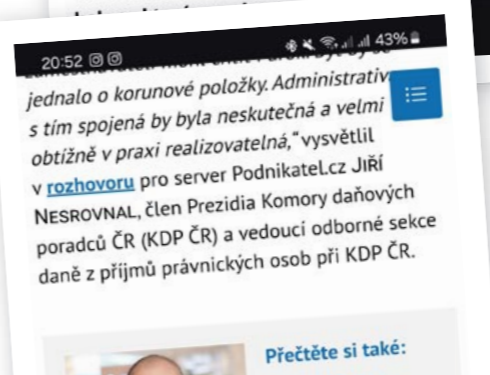 20:52 43%
jednalo o korunové položky. Administrativ
s tím spojená by byla neskutečná a velmi
obtížně v praxi realizovatelná,“ vysvětlil
v rozhovoru pro server Podnikatel.cz JIŘÍ
NESROVNAL, člen Prezidia Komory daňových
poradců ČR (KDP ČR) a vedoucí odborné sekce
daně z příjmů právnických osob při KDP ČR.
Přečtěte si také: